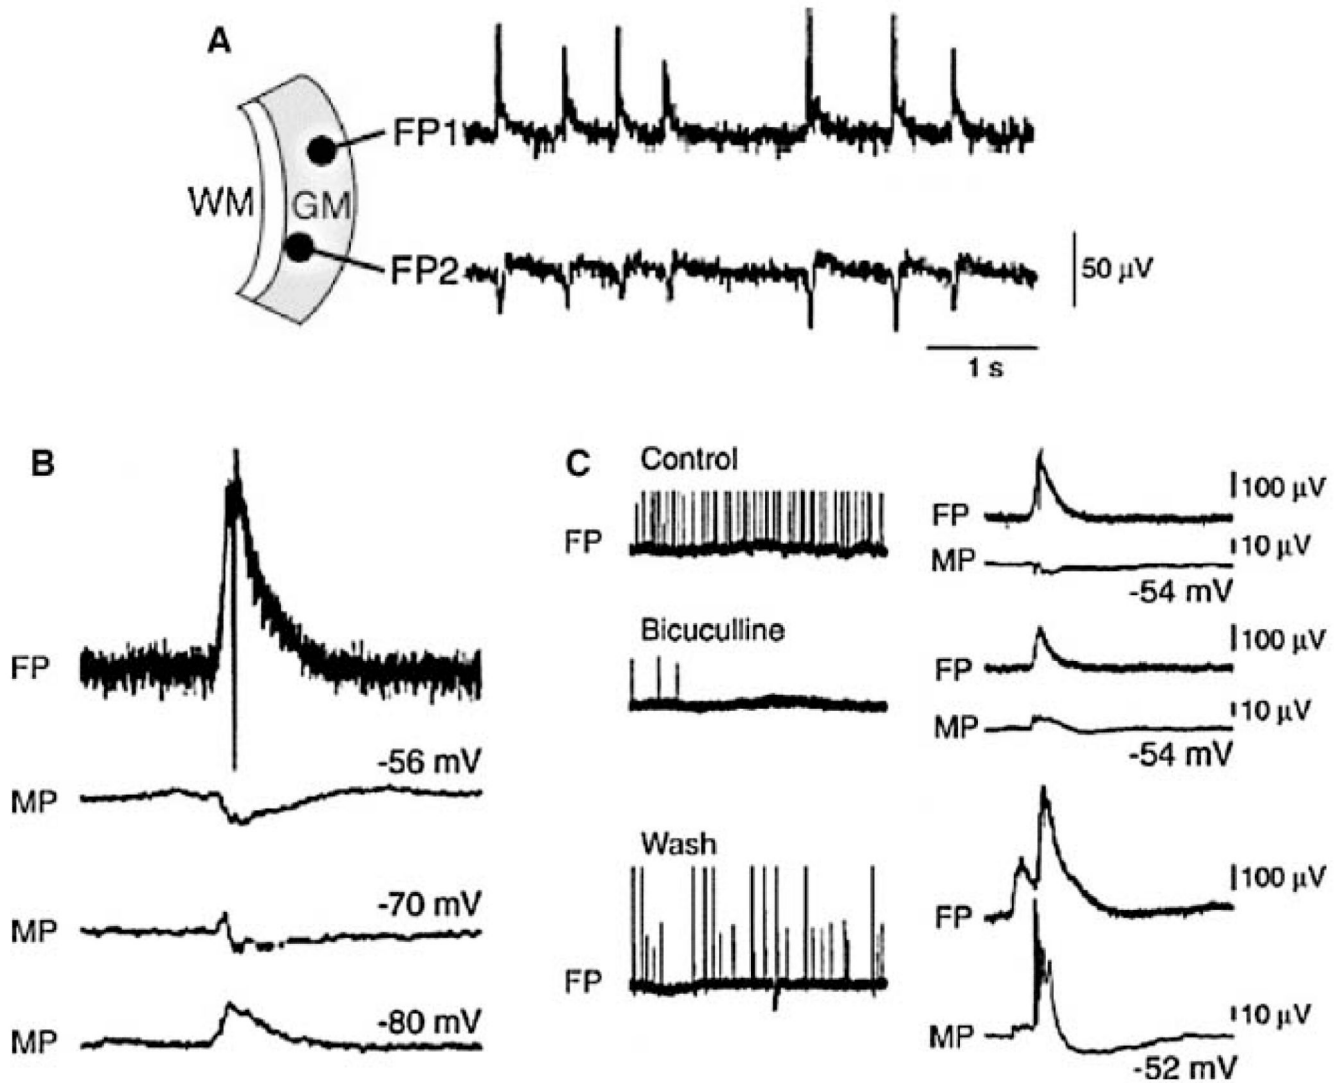 A
FP1
WM
GM
FP2
50 µV
1 s
B
FP
-56 mV
MP
-70 mV
MP
-80 mV
MP
C
Control
FP
FP
100 µV
MP
10 µV
-54 mV
Bicuculline
FP
100 µV
MP
10 µV
-54 mV
Wash
FP
FP
100 µV
MP
10 µV
-52 mV